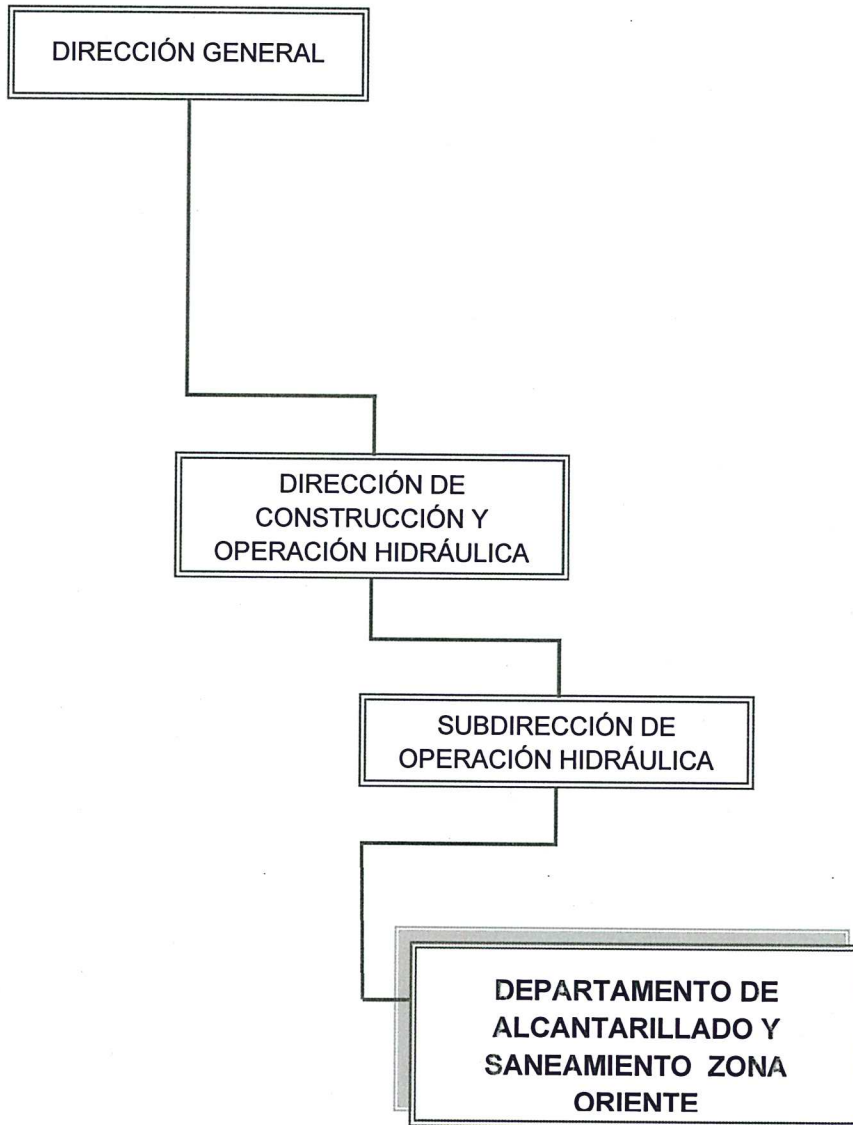 DIRECCIÓN GENERAL
DIRECCIÓN DE
CONSTRUCCIÓN Y
OPERACIÓN HIDRÁULICA
SUBDIRECCIÓN DE
OPERACIÓN HIDRÁULICA
DEPARTAMENTO DE
ALCANTARILLADO Y
SANEAMIENTO ZONA
ORIENTE